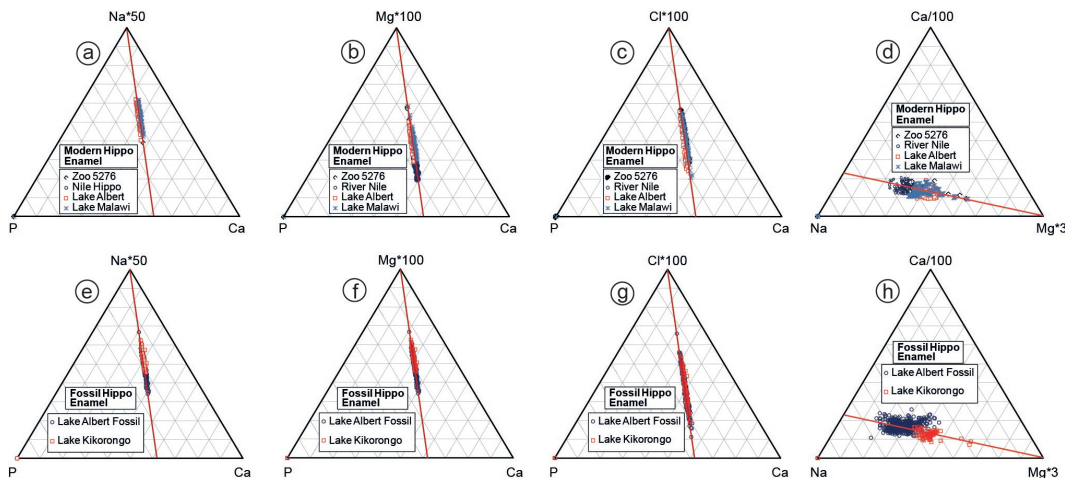 Na*50
a
Modern Hippo
Enamel
Zoo 5276
Nile Hippo
Lake Albert
Lake Malawi
P
Ca
Mg*100
b
Modern Hippo
Enamel
Zoo 5276
River Nile
Lake Albert
Lake Malawi
P
Ca
Cl*100
c
Modern Hippo
Enamel
Zoo 5276
River Nile
Lake Albert
Lake Malawi
P
Ca
Ca/100
d
Modern Hippo
Enamel
Zoo 5276
River Nile
Lake Albert
Lake Malawi
Na
Mg*3
Na*50
e
Fossil Hippo
Enamel
Lake Albert Fossil
Lake Kikorongo
P
Ca
Mg*100
f
Fossil Hippo
Enamel
Lake Albert Fossil
Lake Kikorongo
P
Ca
Cl*100
g
Fossil Hippo
Enamel
Lake Albert Fossil
Lake Kikorongo
P
Ca
Ca/100
h
Fossil Hippo
Enamel
Lake Albert Fossil
Lake Kikorongo
Na
Mg*3